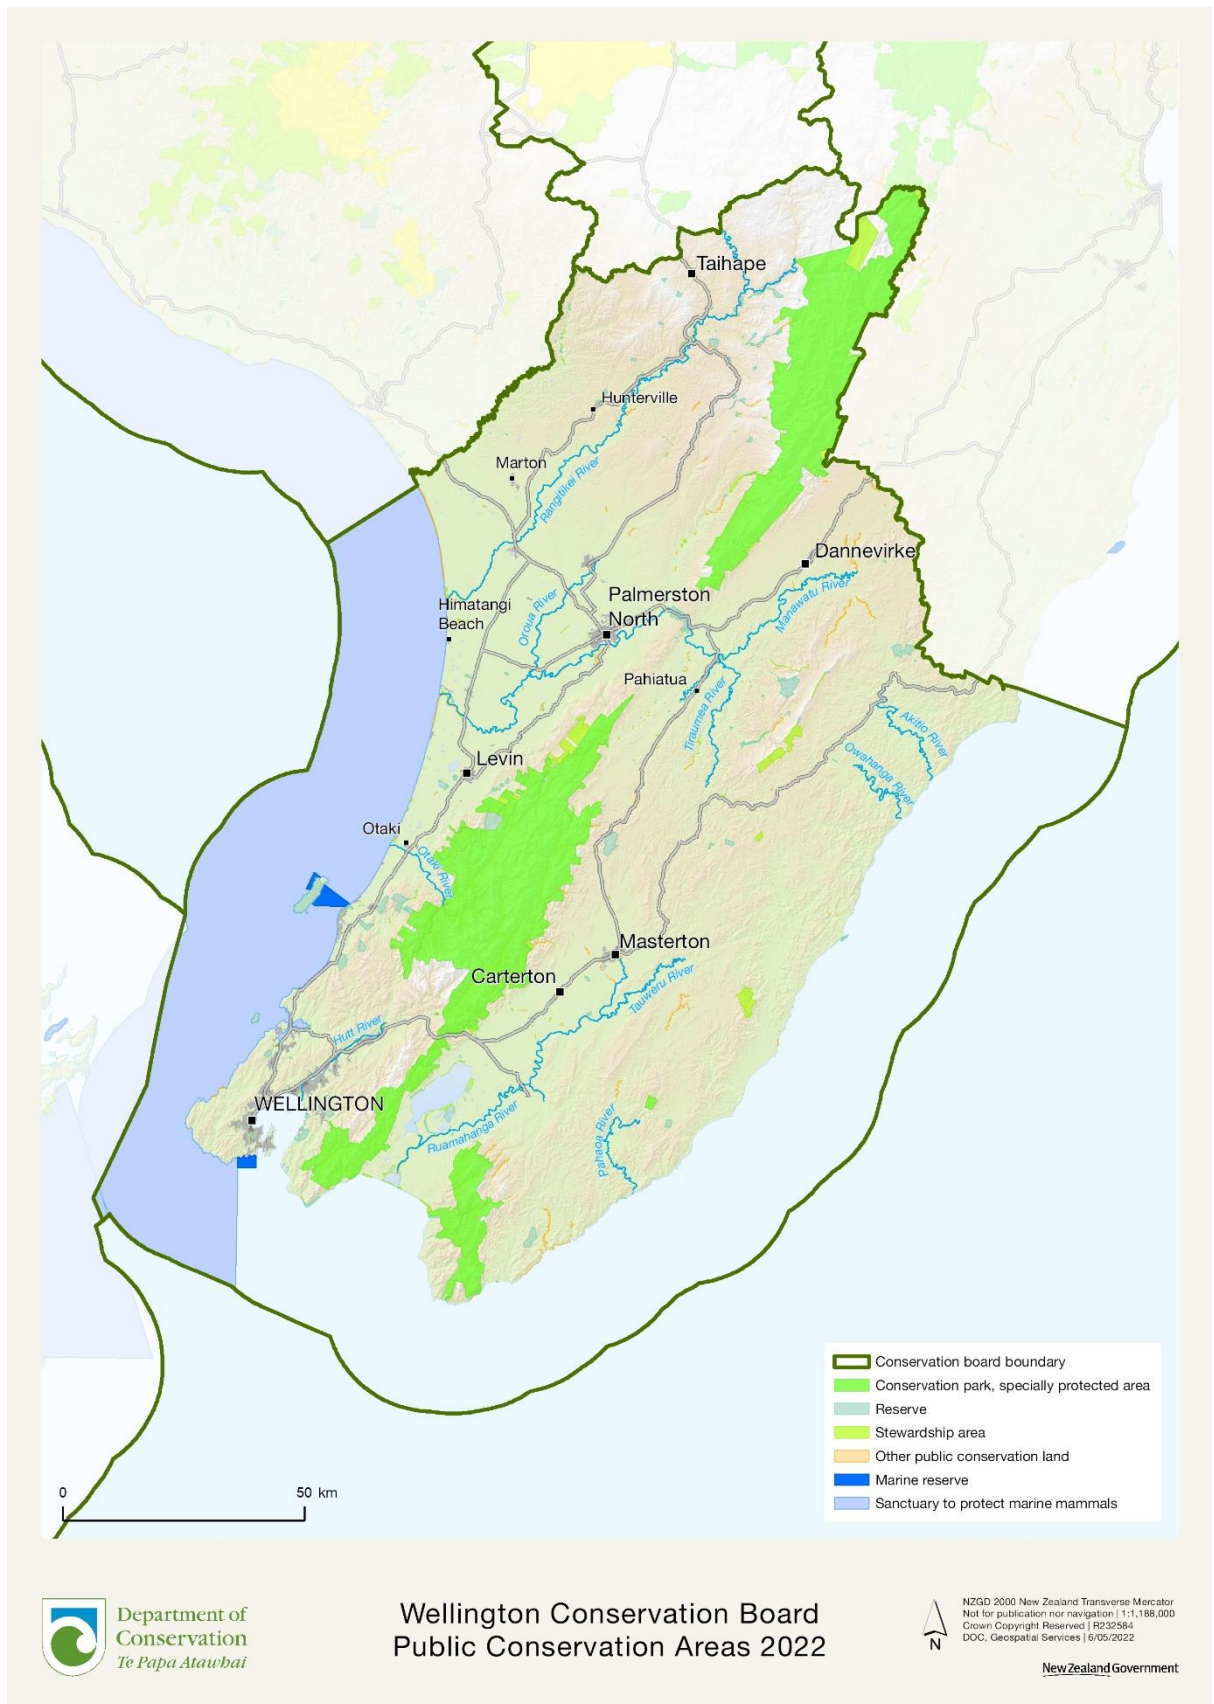 Taihape
Hunterville
Marton
Rangitikei River
Dannevirke
Palmerston
North
Manawatu River
Himatangi
Beach
Oroua River
Pahiatua
Tiraumea River
Akitio River
Owahanga River
Levin
Otaki
Otaki River
Masterton
Carterton
Tauweru River
Hutt River
WELLINGTON
Ruamahanga River
Pahaoa River
Conservation board boundary
Conservation park, specially protected area
Reserve
Stewardship area
Other public conservation land
Marine reserve
Sanctuary to protect marine mammals
0 50 km
Department of
Conservation
Te Papa Atawhai
Wellington Conservation Board
Public Conservation Areas 2022
N
NZGD 2000 New Zealand Transverse Mercator
Not for publication nor navigation | 1:1,188,000
Crown Copyright Reserved | R232584
DOC, Geospatial Services | 6/05/2022
New Zealand Government